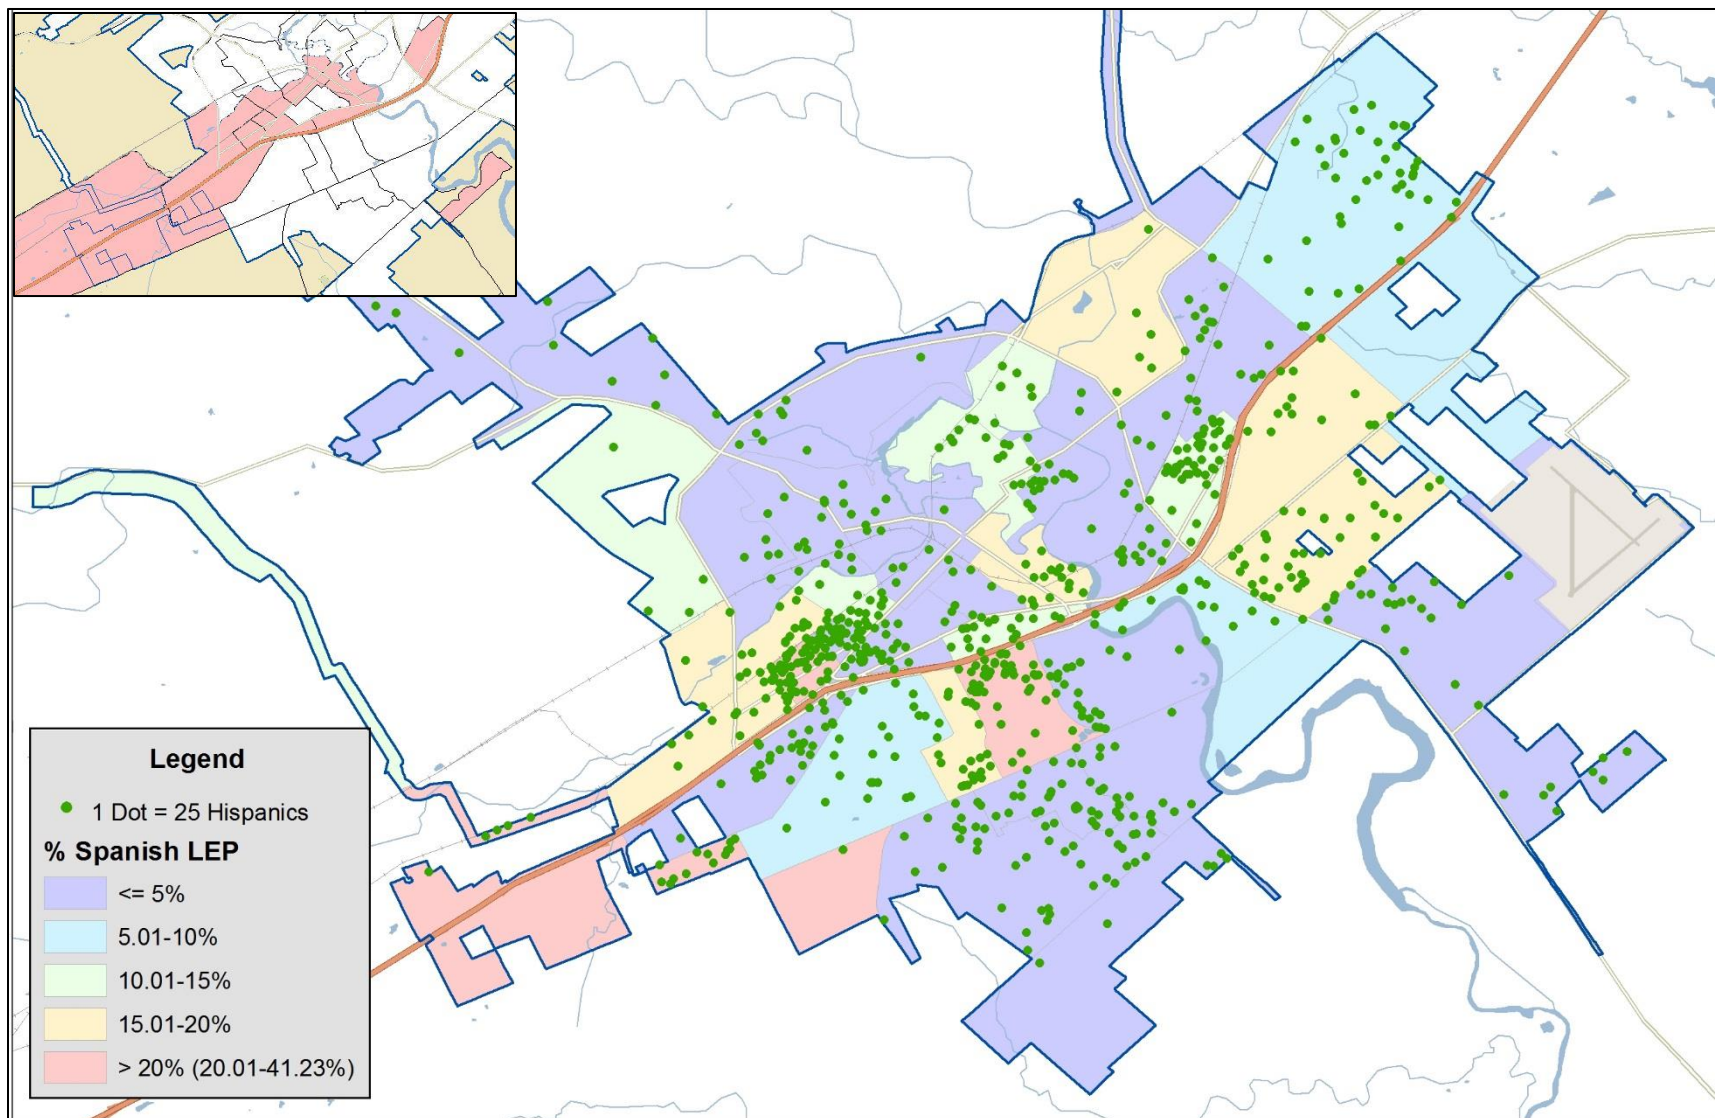 Legend
1 Dot = 25 Hispanics
% Spanish LEP
<= 5%
5.01-10%
10.01-15%
15.01-20%
> 20% (20.01-41.23%)